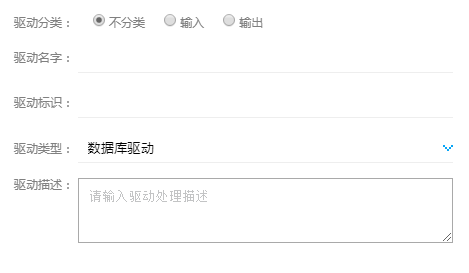 驱动分类： 不分类 输入 输出
驱动名字：
驱动标识：
驱动类型： 数据库驱动
驱动描述： 请输入驱动处理描述